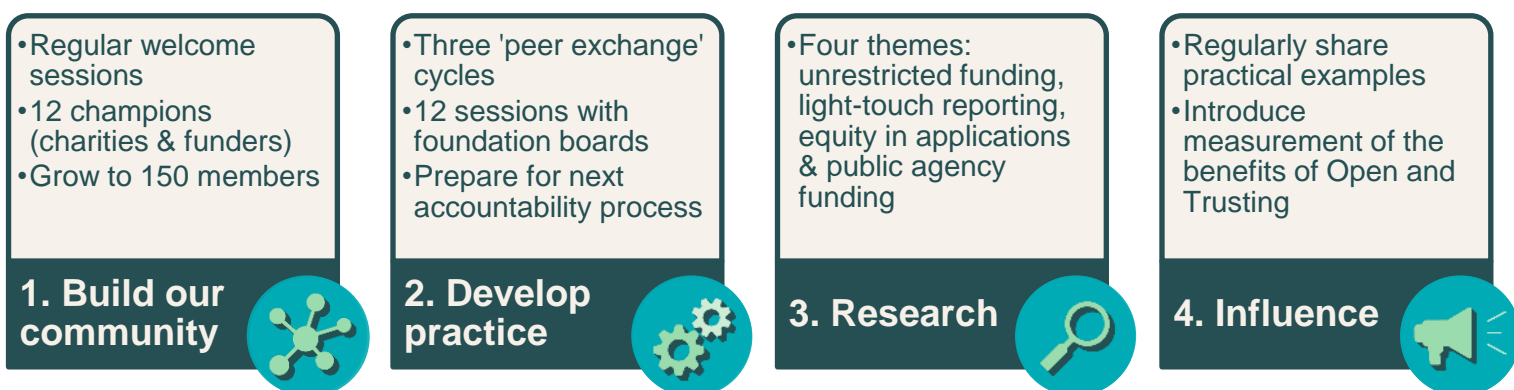 •Regular welcome
sessions
•12 champions
(charities & funders)
•Grow to 150 members
1. Build our
community
•Three 'peer exchange'
cycles
•12 sessions with
foundation boards
•Prepare for next
accountability process
2. Develop
practice
•Four themes:
unrestricted funding,
light-touch reporting,
equity in applications
& public agency
funding
3. Research
•Regularly share
practical examples
•Introduce
measurement of the
benefits of Open and
Trusting
4. Influence